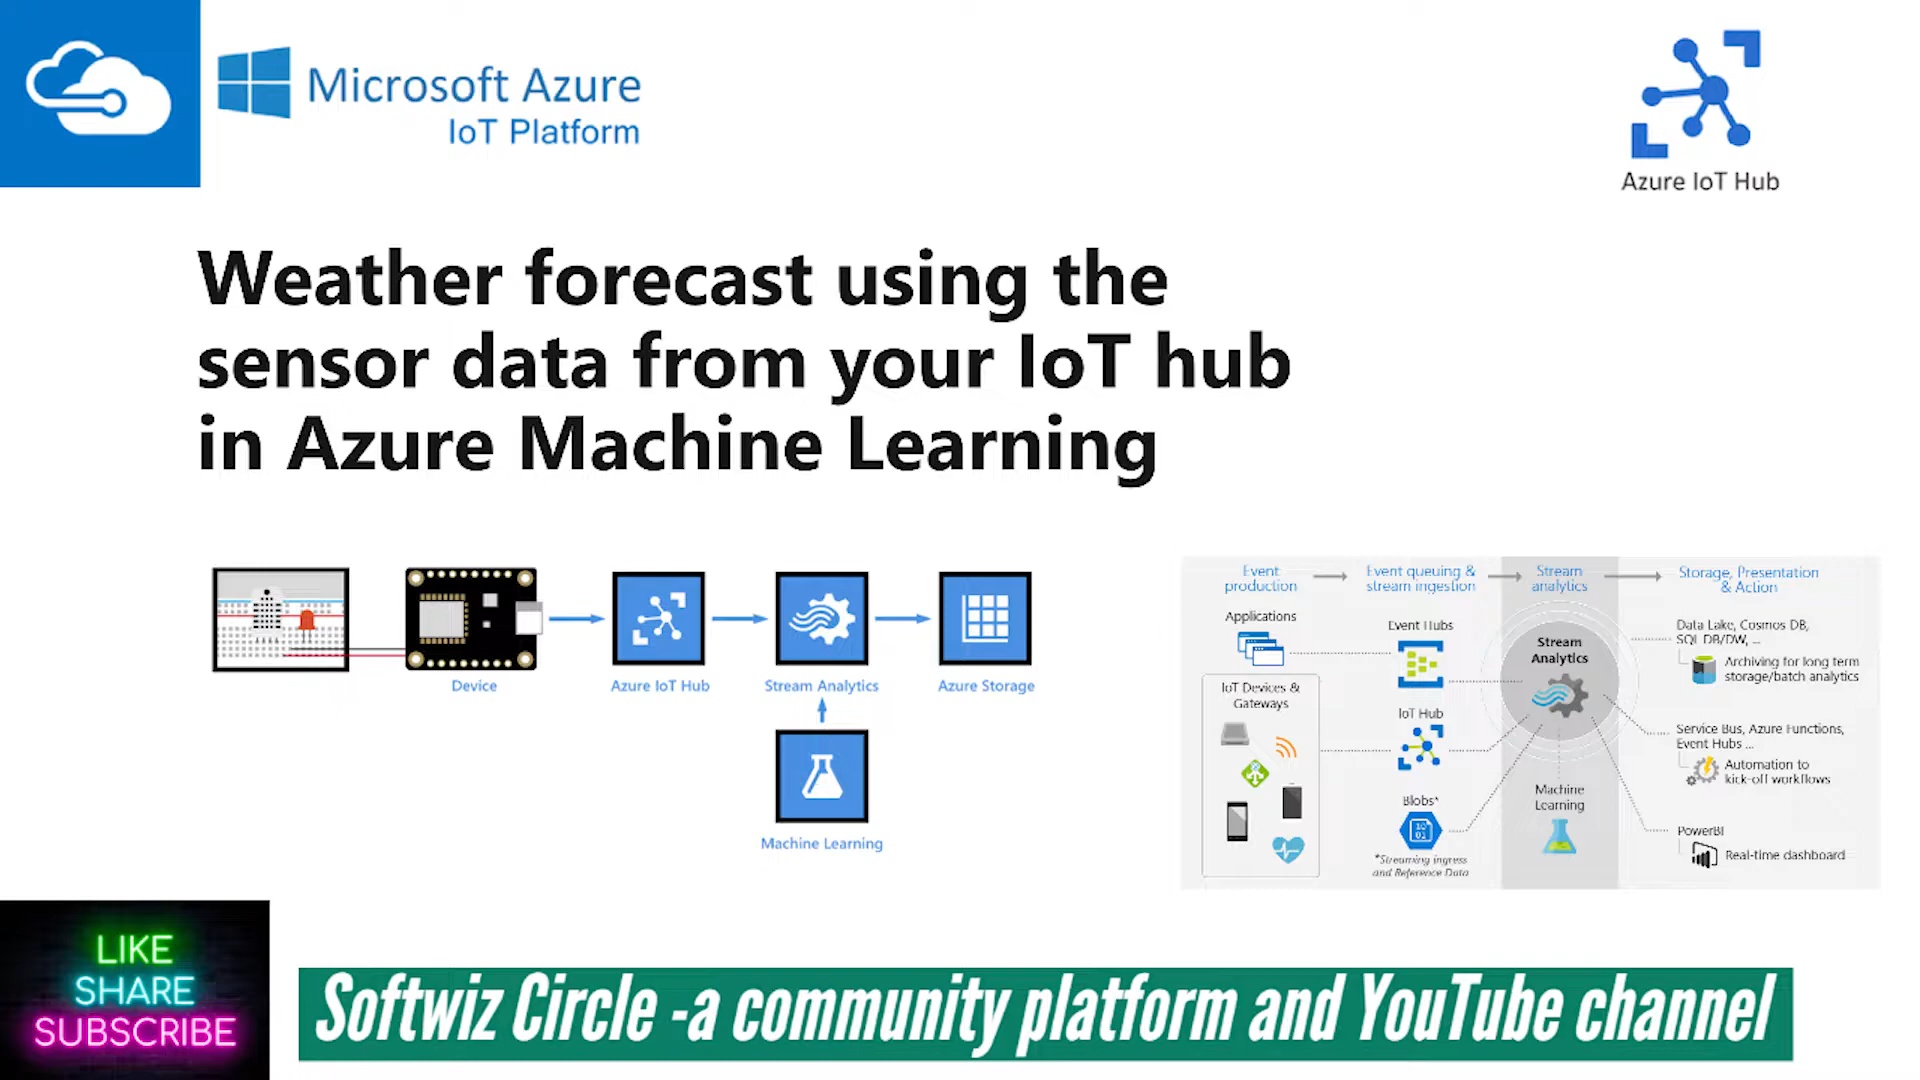 Microsoft Azure
IoT Platform
Azure IoT Hub
Weather forecast using the
sensor data from your IoT hub
in Azure Machine Learning
Device
Azure IoT Hub
Stream Analytics
Azure Storage
Machine Learning
Event
production
Event queuing &
stream ingestion
Stream
analytics
Storage, Presentation
& Action
Applications
IoT Devices &
Gateways
Event Hubs
IoT Hub
Blobs*
10
01
*Streaming ingress
and Reference Data
Stream
Analytics
Machine
Learning
Data Lake, Cosmos DB,
SQL DB/DW, ...
Archiving for long term
storage/batch analytics
Service Bus, Azure Functions,
Event Hubs ...
Automation to
kick-off workflows
PowerBI
Real-time dashboard
LIKE
SHARE
SUBSCRIBE
Softwiz Circle -a community platform and YouTube channel